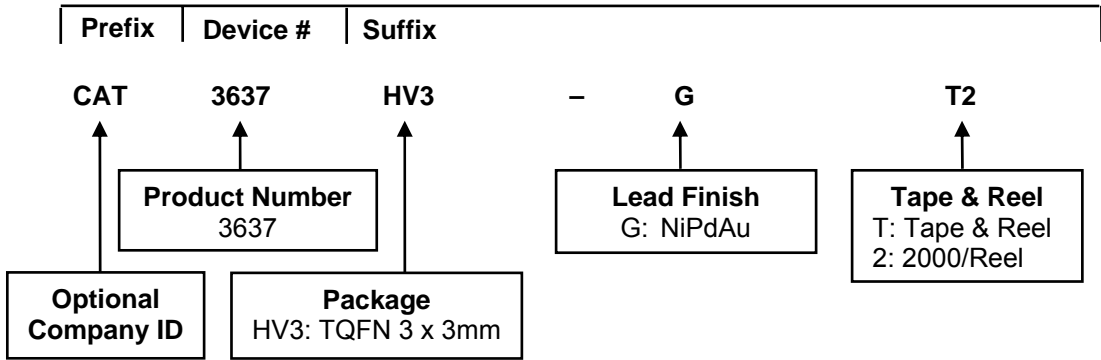 Prefix Device # Suffix
CAT 3637 HV3 – G T2
Product Number
3637
Lead Finish
G: NiPdAu
Tape & Reel
T: Tape & Reel
2: 2000/Reel
Optional
Company ID
Package
HV3: TQFN 3 x 3mm